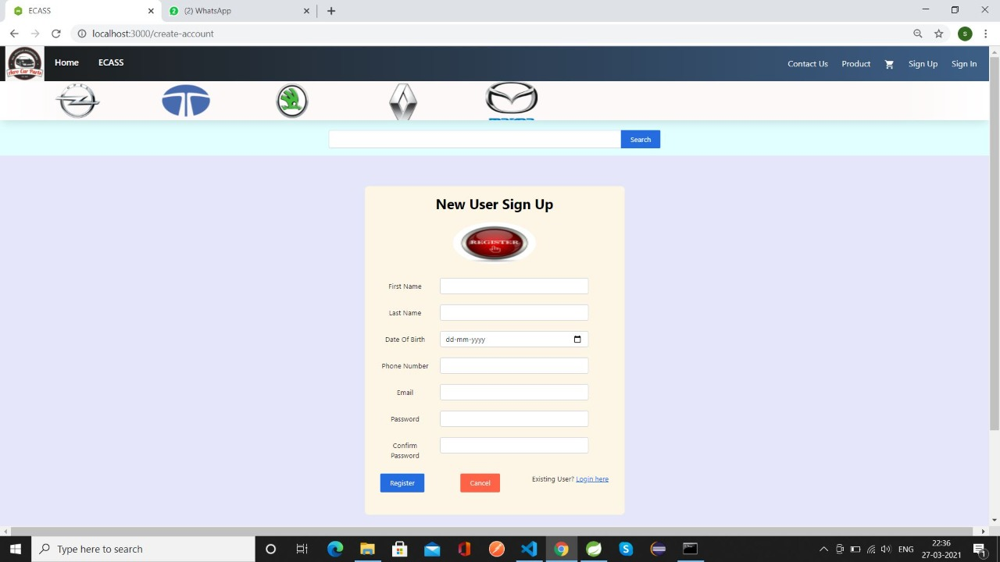 ECASS
(2) WhatsApp
localhost:3000/create-account
S
Aero Car Parts
Home
ECASS
Contact Us
Product
Sign Up
Sign In
OPEL
Search
New User Sign Up
REGISTER
First Name
Last Name
Date Of Birth
dd-mm-yyyy
Phone Number
Email
Password
Confirm
Password
Register
Cancel
Existing User? Login here
Type here to search
ENG
22:36
27-03-2021
1